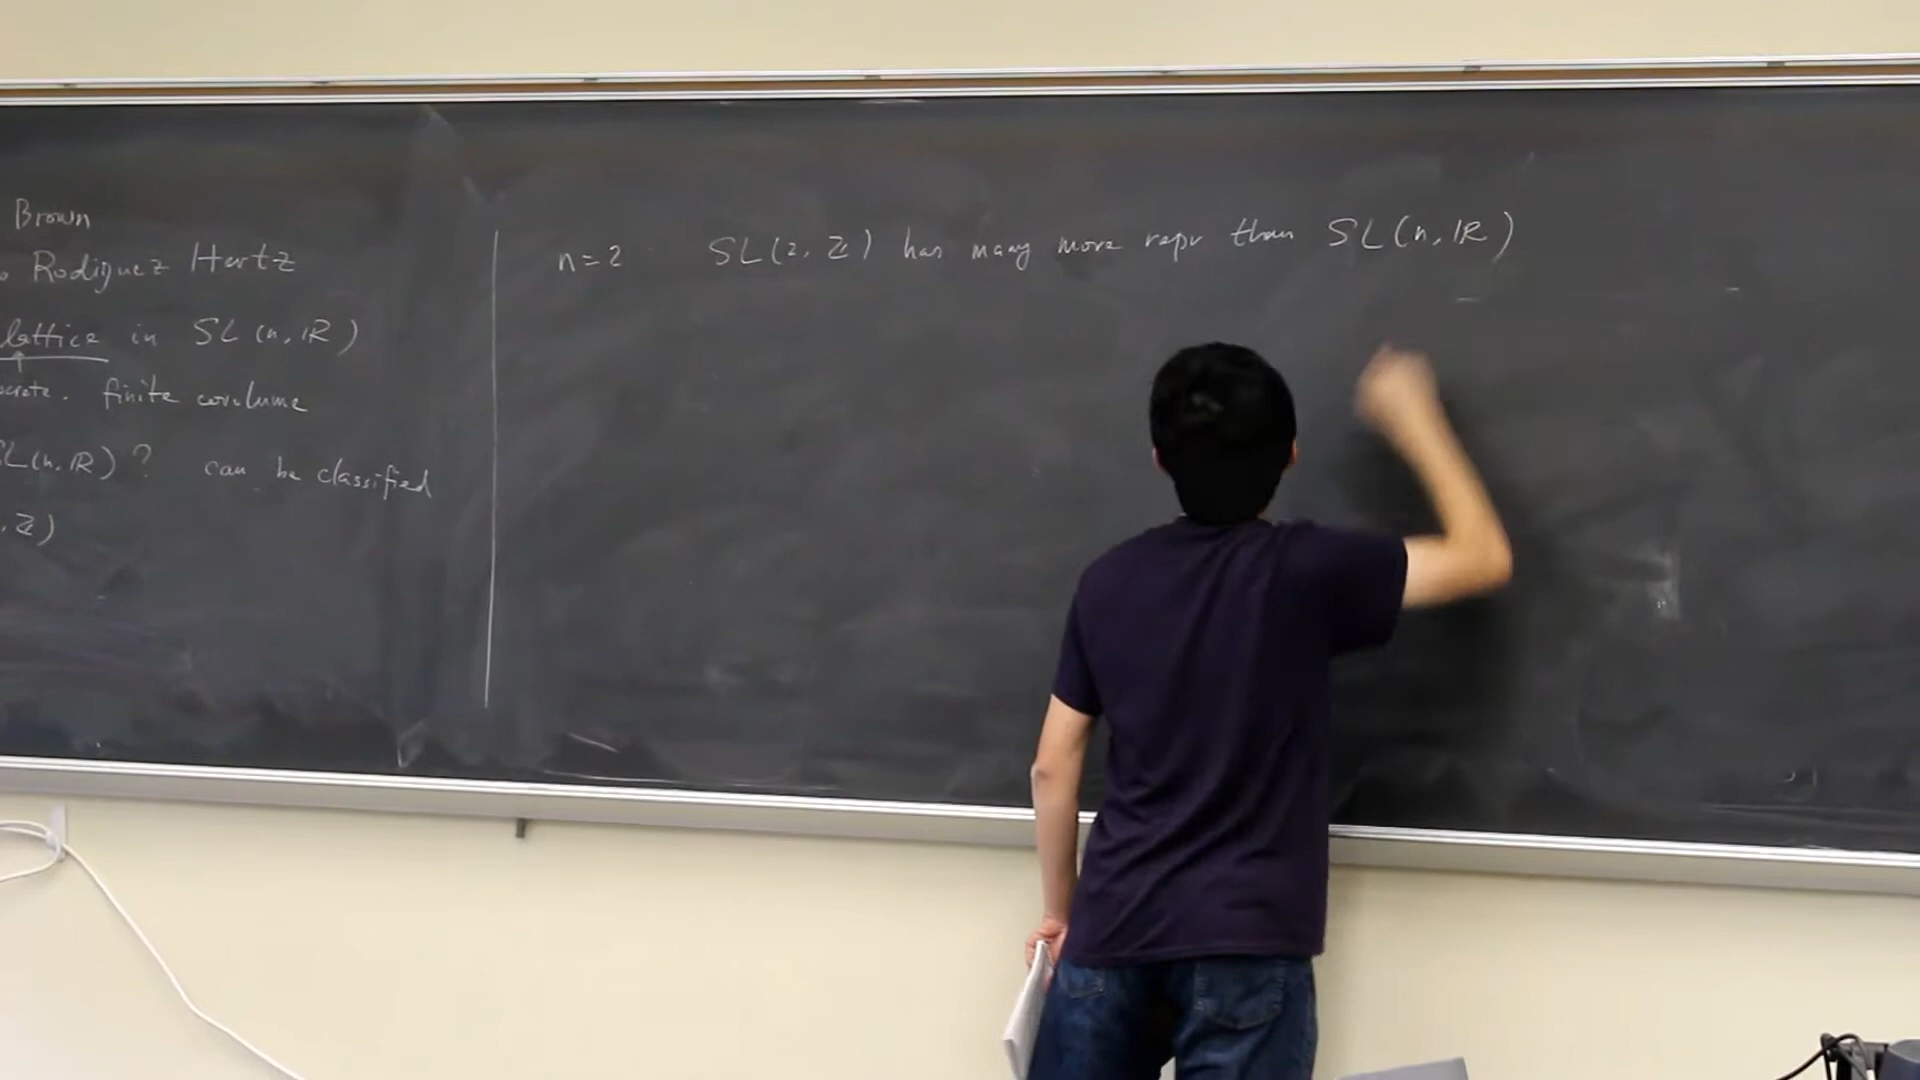 Brown
Rodiguez Hertz
lattice in SL(n, ℝ)
finite covolume
SL(n, ℝ)? can be classified
, ℤ)
n=2 SL(2, ℤ) has many more repr than SL(n, ℝ)